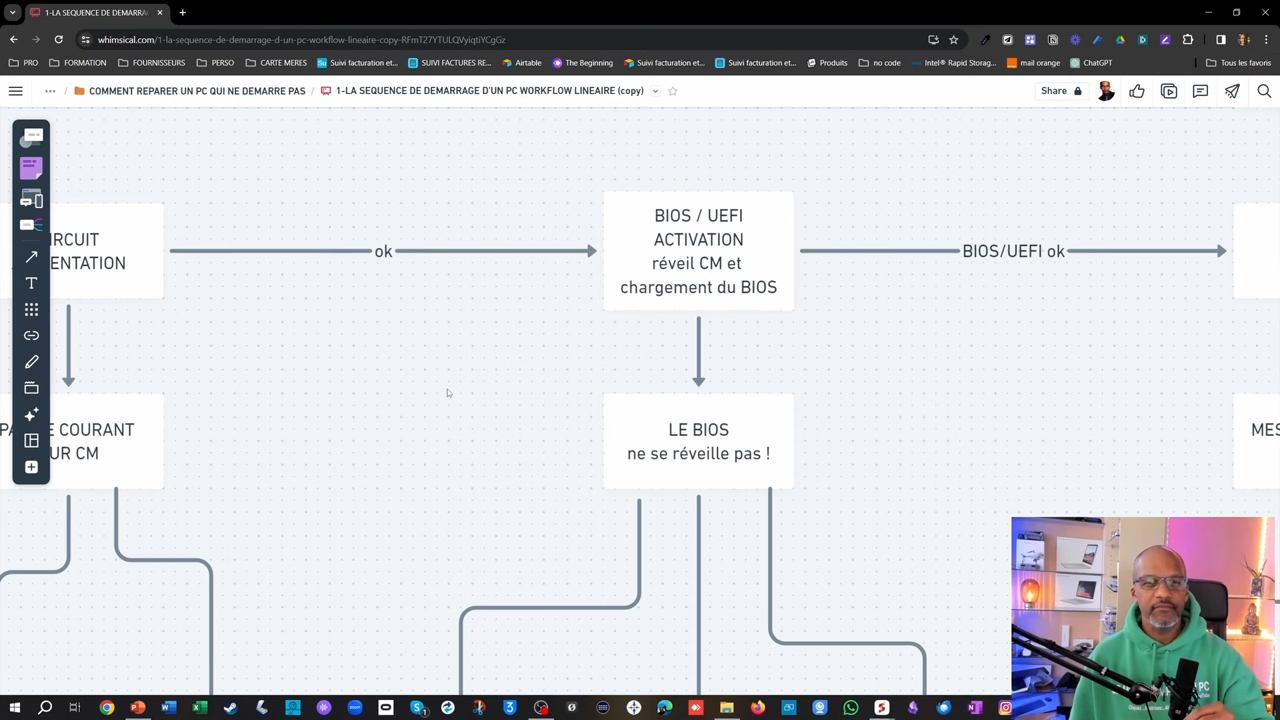 1-LA SEQUENCE DE DEMARRA
whimsical.com/1-la-sequence-de-demarrage-d-un-pc-workflow-lineaire-copy-RFmT27YTULQVyiqtiYCgGz
PRO FORMATION FOURNISSEURS PERSO CARTE MERES Suivi facturation et... SUIVI FACTURES RE... Airtable The Beginning Suivi facturation et... Suivi facturation et... Produits no code Intel® Rapid Storag... mail orange ChatGPT Tous les favoris
... / COMMENT REPARER UN PC QUI NE DEMARRE PAS / 1-LA SEQUENCE DE DEMARRAGE D'UN PC WORKFLOW LINEAIRE (copy) Share
IRCUIT
ENTATION
ok
BIOS / UEFI
ACTIVATION
réveil CM et
chargement du BIOS
BIOS/UEFI ok
COURANT
UR CM
LE BIOS
ne se réveille pas !
MES